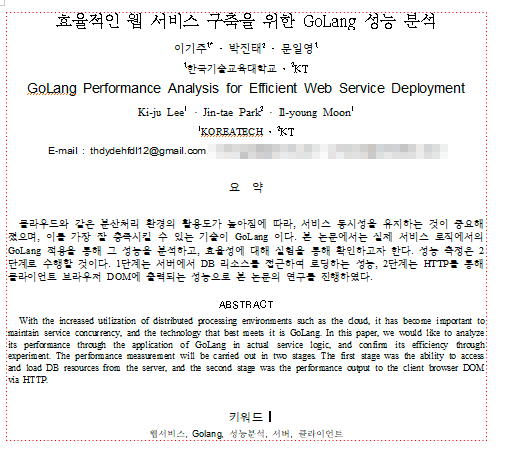 효율적인 웹 서비스 구축을 위한 GoLang 성능 분석
이기주¹* · 박진태² · 문일영¹
¹한국기술교육대학교 · ²KT
GoLang Performance Analysis for Efficient Web Service Deployment
Ki-ju Lee¹ · Jin-tae Park² · Il-young Moon¹
¹KOREATECH · ²KT
E-mail : thdydehfdl12@gmail.com
요 약
클라우드와 같은 분산처리 환경의 활용도가 높아짐에 따라, 서비스 동시성을 유지하는 것이 중요해
졌으며, 이를 가장 잘 충족시킬 수 있는 기술이 GoLang 이다. 본 논문에서는 실제 서비스 로직에서의
GoLang 적용을 통해 그 성능을 분석하고, 효율성에 대해 실험을 통해 확인하고자 한다. 성능 측정은 2
단계로 수행할 것이다. 1단계는 서버에서 DB 리소스를 접근하여 로딩하는 성능, 2단계는 HTTP를 통해
클라이언트 브라우저 DOM에 출력되는 성능으로 본 논문의 연구를 진행하였다.
ABSTRACT
With the increased utilization of distributed processing environments such as the cloud, it has become important to
maintain service concurrency, and the technology that best meets it is GoLang. In this paper, we would like to analyze
its performance through the application of GoLang in actual service logic, and confirm its efficiency through
experiment. The performance measurement will be carried out in two stages. The first stage was the ability to access
and load DB resources from the server, and the second stage was the performance output to the client browser DOM
via HTTP.
키워드
웹서비스, Golang, 성능분석, 서버, 클라이언트